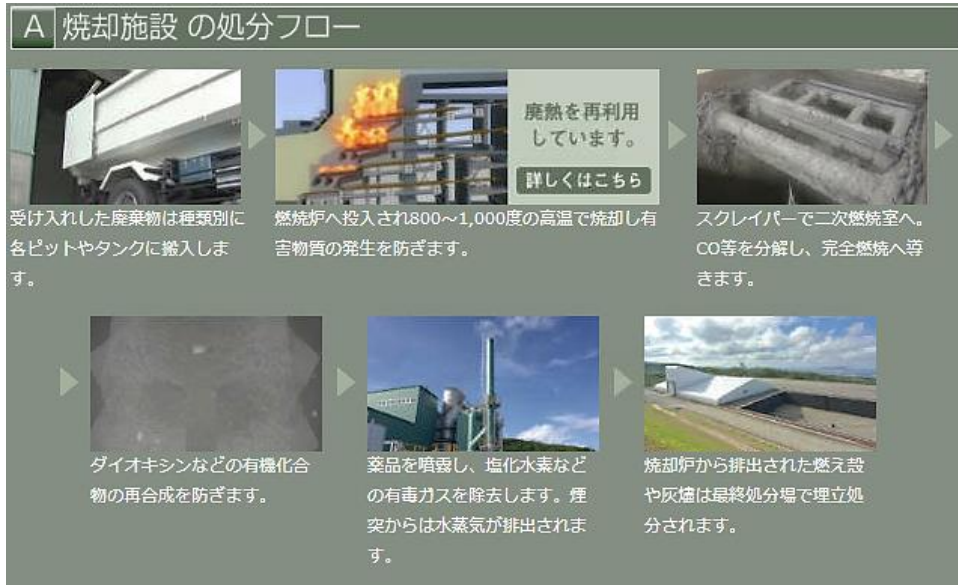 A 焼却施設 の処分フロー
廃熱を再利用
しています。
詳しくはこちら
受け入れした廃棄物は種類別に
各ピットやタンクに搬入しま
す。
燃焼炉へ投入され800～1,000度の高温で焼却し有
害物質の発生を防ぎます。
スクレイパーで二次燃焼室へ。
CO等を分解し、完全燃焼へ導
きます。
ダイオキシンなどの有機化合
物の再合成を防ぎます。
薬品を噴霧し、塩化水素など
の有毒ガスを除去します。煙
突からは水蒸気が排出されま
す。
焼却炉から排出された燃え殻
や灰燼は最終処分場で埋立処
分されます。